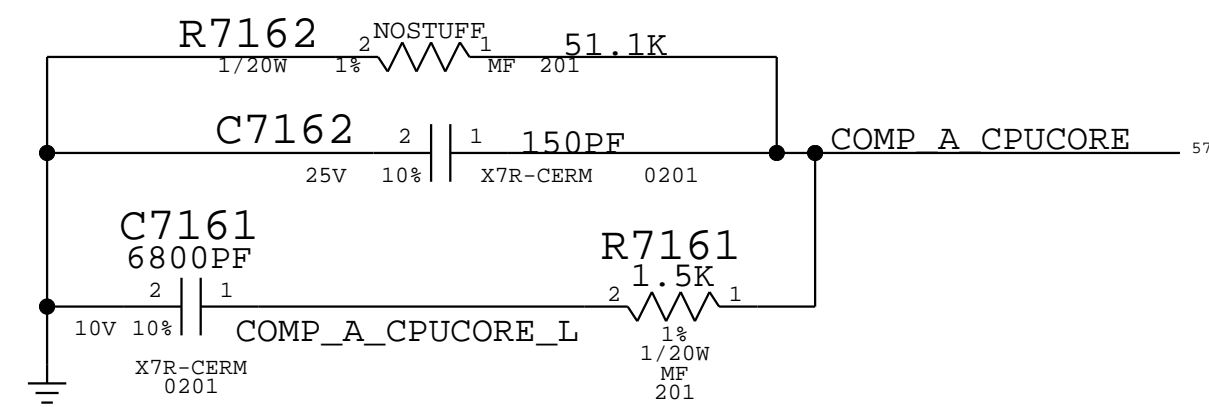 R7162
2 NOSTUFF 1
51.1K
1/20W 1% MF 201
C7162
2 1
150PF
25V 10% X7R-CERM 0201
COMP_A_CPUCORE 57
C7161
6800PF
2 1
10V 10%
COMP_A_CPUCORE_L
X7R-CERM
0201
R7161
1.5K
2 1
1%
1/20W
MF
201